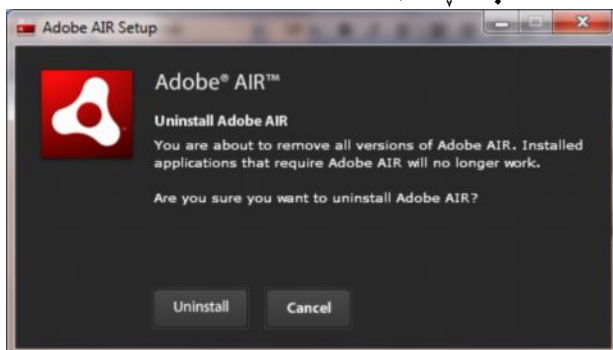 Adobe AIR Setup
Adobe® AIR™
Uninstall Adobe AIR
You are about to remove all versions of Adobe AIR. Installed
applications that require Adobe AIR will no longer work.
Are you sure you want to uninstall Adobe AIR?
Uninstall
Cancel